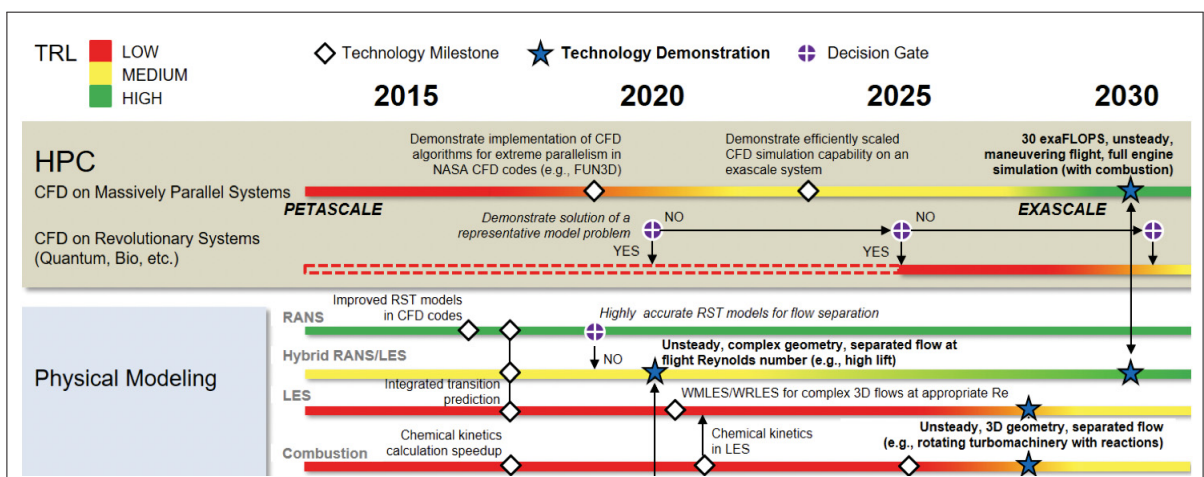 TRL
LOW
MEDIUM
HIGH
Technology Milestone
Technology Demonstration
Decision Gate
2015
2020
2025
2030
HPC
CFD on Massively Parallel Systems
Demonstrate implementation of CFD
algorithms for extreme parallelism in
NASA CFD codes (e.g., FUN3D)
Demonstrate efficiently scaled
CFD simulation capability on an
exascale system
30 exaFLOPS, unsteady,
maneuvering flight, full engine
simulation (with combustion)
PETASCALE
EXASCALE
CFD on Revolutionary Systems
(Quantum, Bio, etc.)
Demonstrate solution of a
representative model problem
NO
YES
NO
YES
Physical Modeling
RANS
Improved RST models
in CFD codes
Highly accurate RST models for flow separation
Hybrid RANS/LES
NO
Unsteady, complex geometry, separated flow at
flight Reynolds number (e.g., high lift)
LES
Integrated transition
prediction
WMLES/WRLES for complex 3D flows at appropriate Re
Combustion
Chemical kinetics
calculation speedup
Chemical kinetics
in LES
Unsteady, 3D geometry, separated flow
(e.g., rotating turbomachinery with reactions)